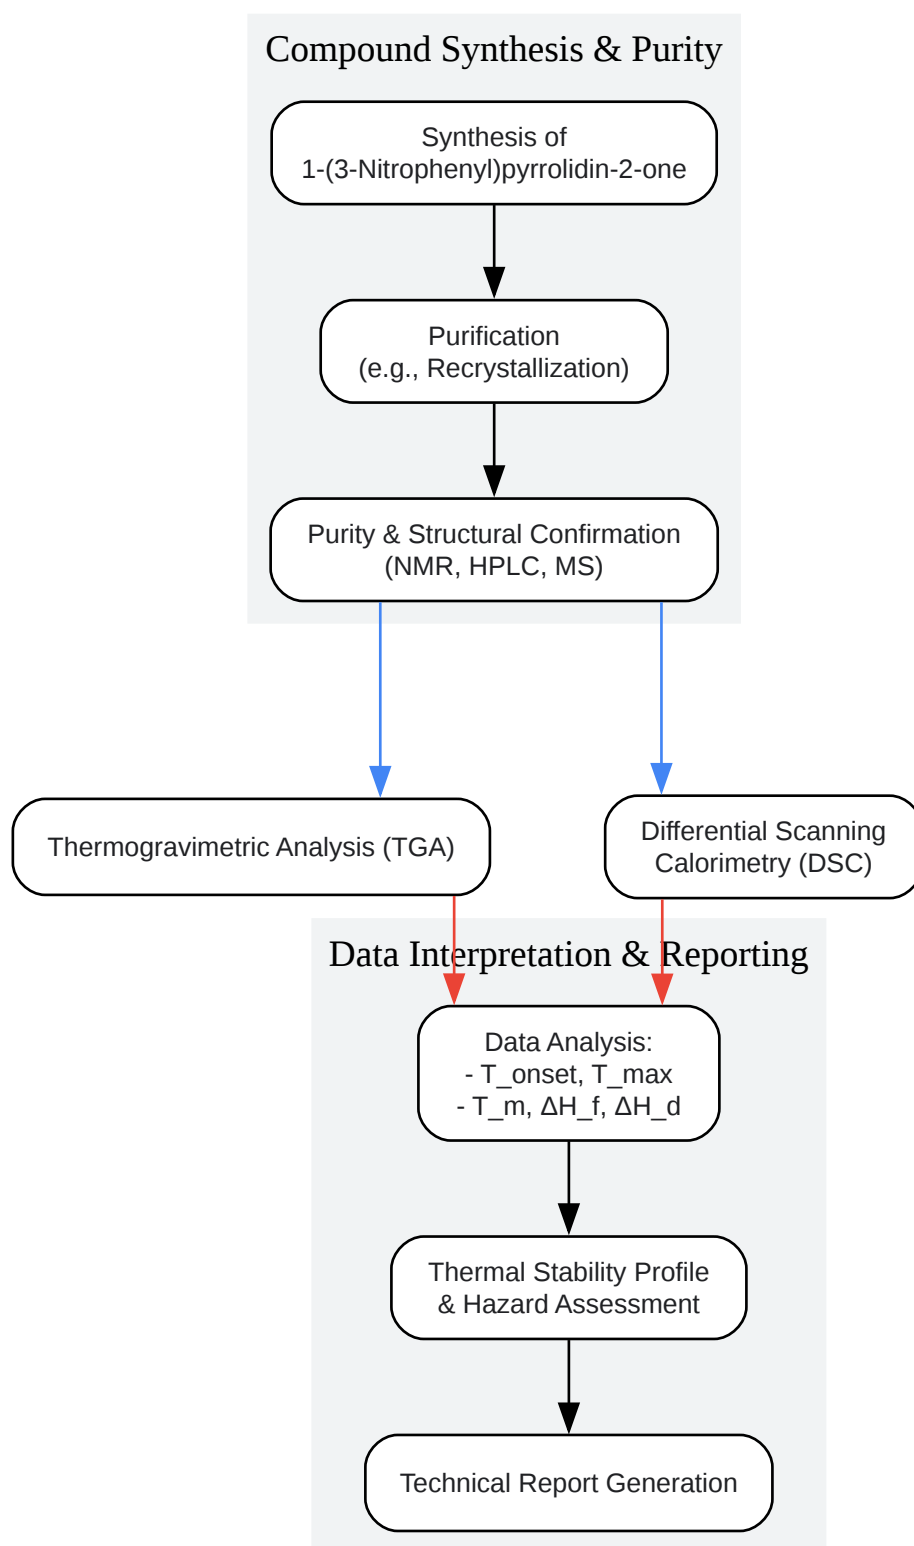 Compound Synthesis & Purity
Synthesis of
1-(3-Nitrophenyl)pyrrolidin-2-one
Purification
(e.g., Recrystallization)
Purity & Structural Confirmation
(NMR, HPLC, MS)
Thermogravimetric Analysis (TGA)
Differential Scanning
Calorimetry (DSC)
Data Interpretation & Reporting
Data Analysis:
- T_onset, T_max
- T_m, ΔH_f, ΔH_d
Thermal Stability Profile
& Hazard Assessment
Technical Report Generation